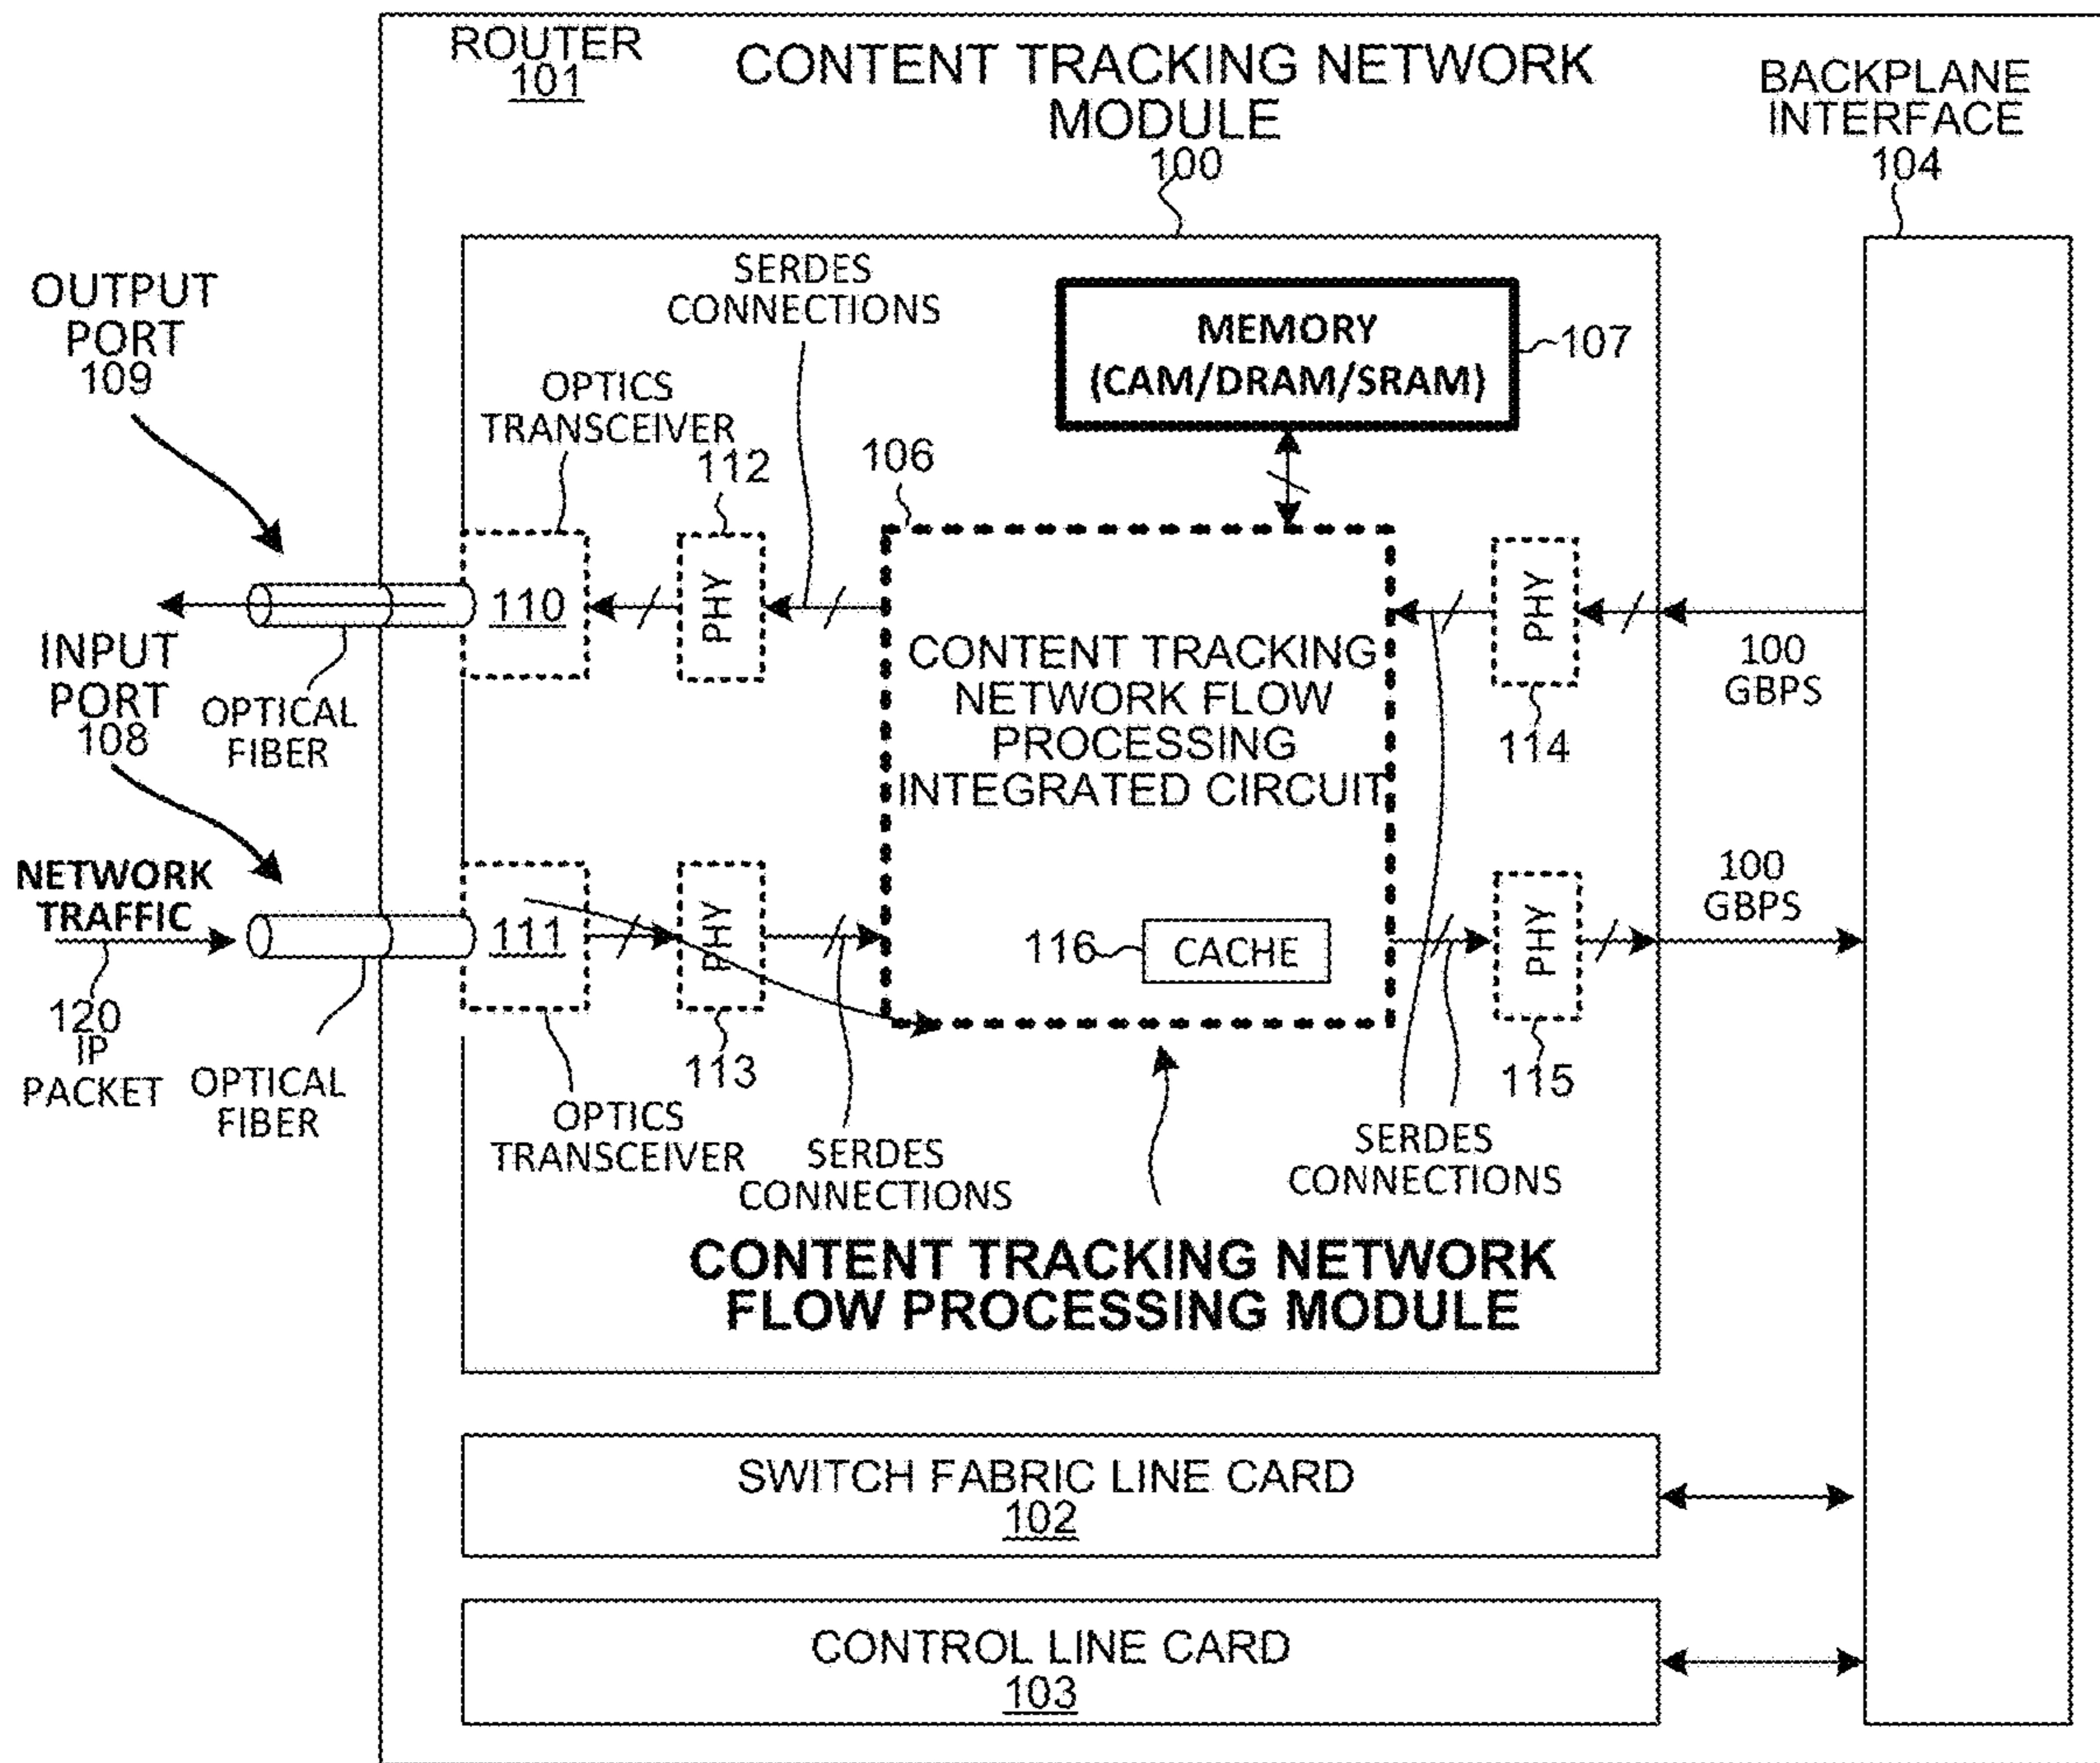 ROUTER
101
CONTENT TRACKING NETWORK
MODULE
100
BACKPLANE
INTERFACE
104
OUTPUT
PORT
109
SERDES
CONNECTIONS
MEMORY
(CAM/DRAM/SRAM)
107
OPTICS
TRANSCEIVER
112
106
110
PHY
PHY
INPUT
PORT
108
OPTICAL
FIBER
CONTENT TRACKING
NETWORK FLOW
PROCESSING
INTEGRATED CIRCUIT
114
100
GBPS
NETWORK
TRAFFIC
111
PHY
116
CACHE
PHY
100
GBPS
120
IP
PACKET
OPTICAL
FIBER
113
115
OPTICS
TRANSCEIVER
SERDES
CONNECTIONS
SERDES
CONNECTIONS
CONTENT TRACKING NETWORK
FLOW PROCESSING MODULE
SWITCH FABRIC LINE CARD
102
CONTROL LINE CARD
103